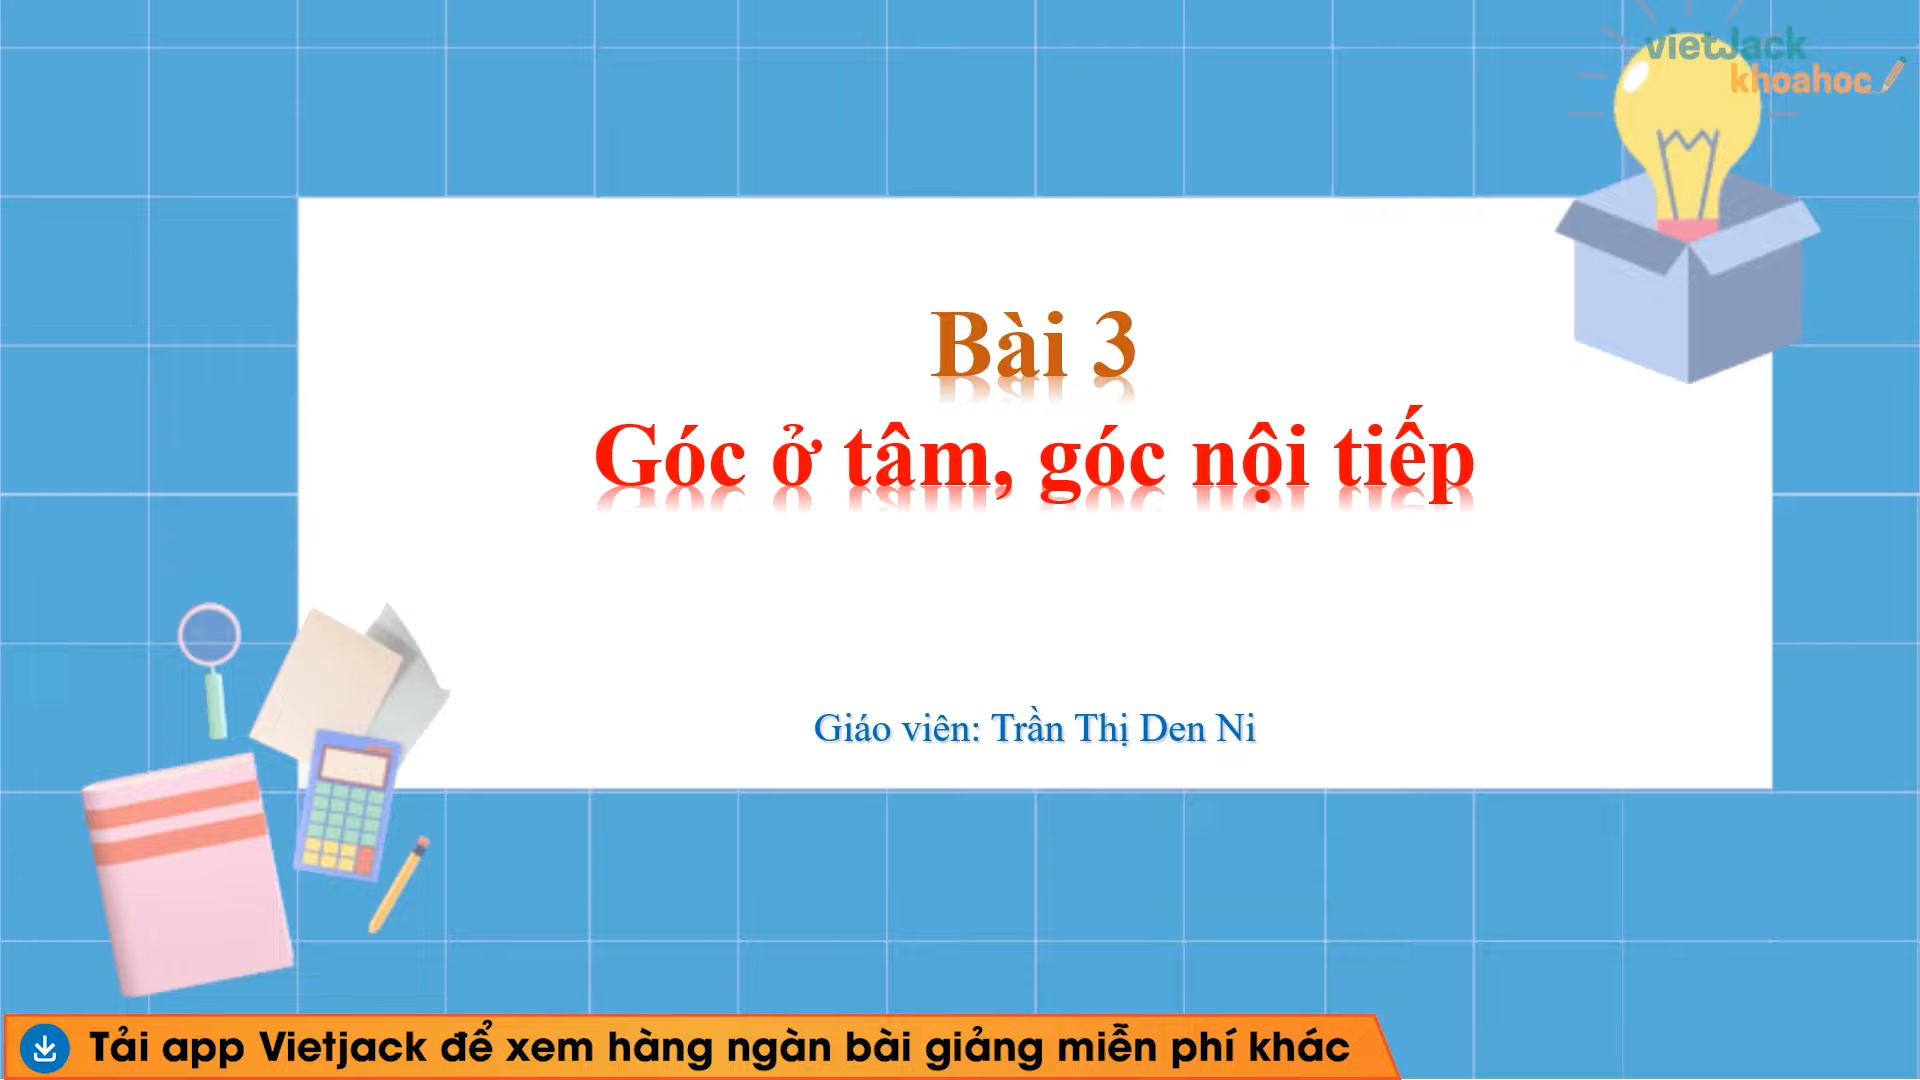 vietJack
khoahoc
Bài 3
Góc ở tâm, góc nội tiếp
Giáo viên: Trần Thị Den Ni
Tải app Vietjack để xem hàng ngàn bài giảng miễn phí khác